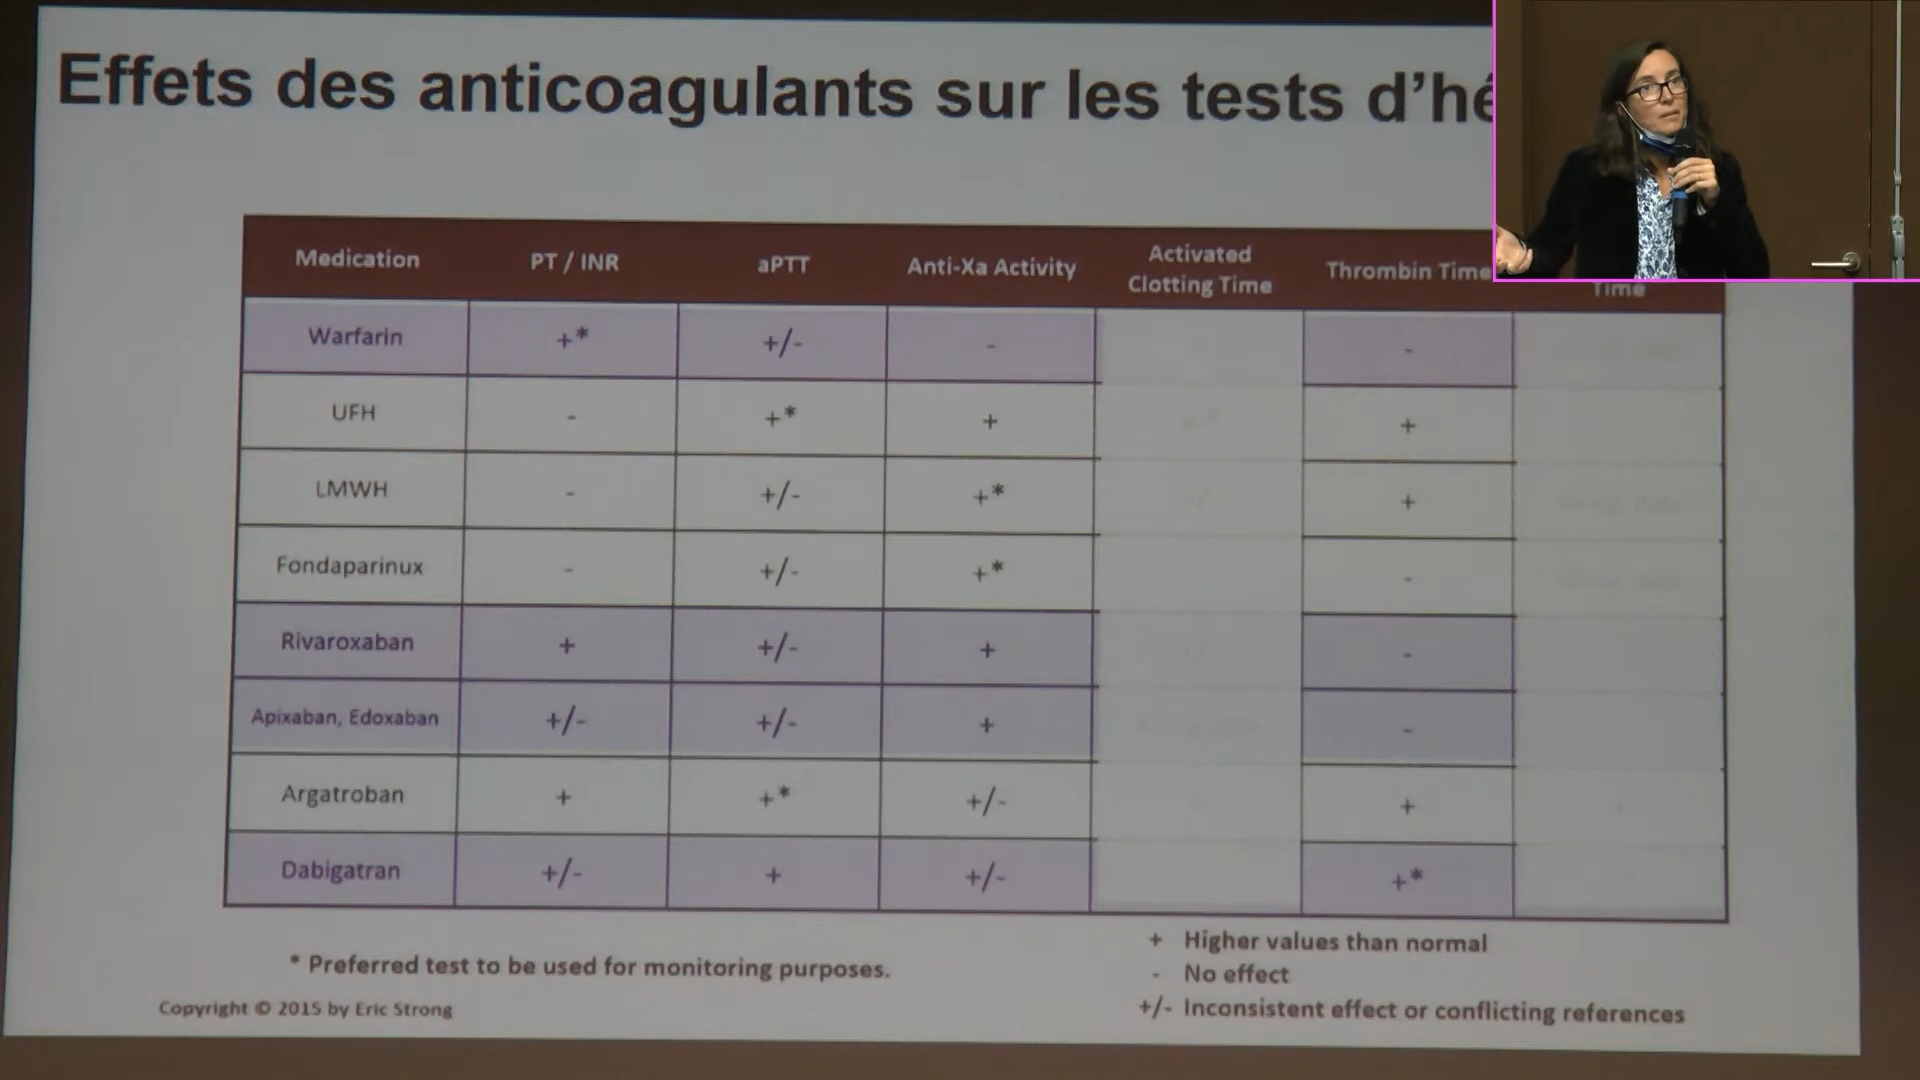 Effets des anticoagulants sur les tests d'hé
Medication PT / INR aPTT Anti-Xa Activity Activated Clotting Time Thrombin Time Time
Warfarin +* +/- - -
UFH - +* + +
LMWH - +/- +* +
Fondaparinux - +/- +* -
Rivaroxaban + +/- + -
Apixaban, Edoxaban +/- +/- + -
Argatroban + +* +/- +
Dabigatran +/- + +/- +*
* Preferred test to be used for monitoring purposes.
+ Higher values than normal
- No effect
+/- Inconsistent effect or conflicting references
Copyright © 2015 by Eric Strong